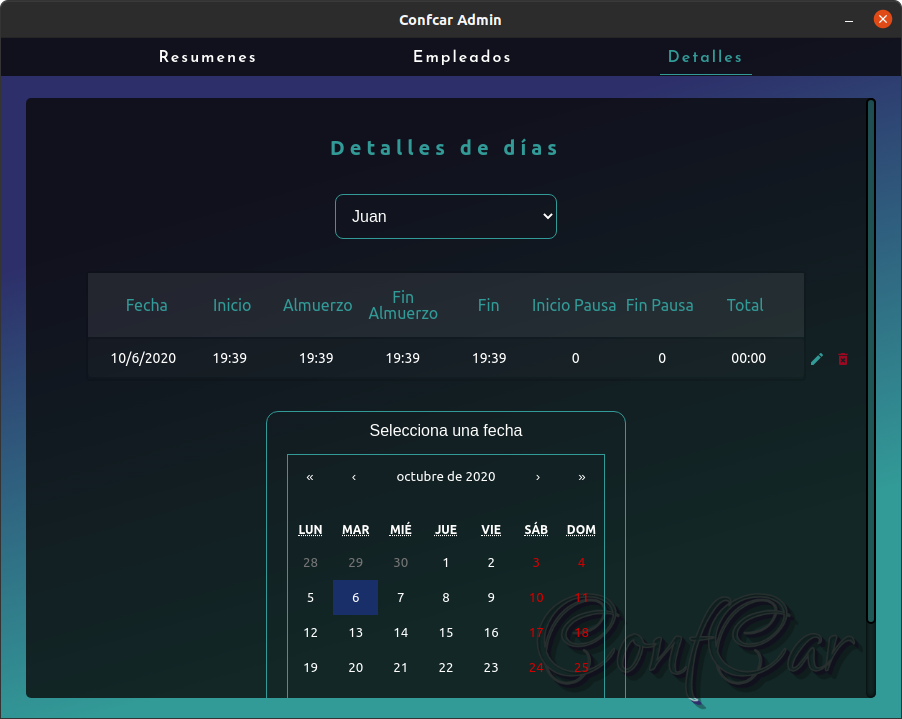 Confcar Admin
Resumenes Empleados Detalles
Detalles de días
Juan
Fecha Inicio Almuerzo Fin Almuerzo Fin Inicio Pausa Fin Pausa Total
10/6/2020 19:39 19:39 19:39 19:39 0 0 00:00
Selecciona una fecha
« ‹ octubre de 2020 › »
LUN MAR MIÉ JUE VIE SÁB DOM
28 29 30 1 2 3 4
5 6 7 8 9 10 11
12 13 14 15 16 17 18
19 20 21 22 23 24 25
ConfCar